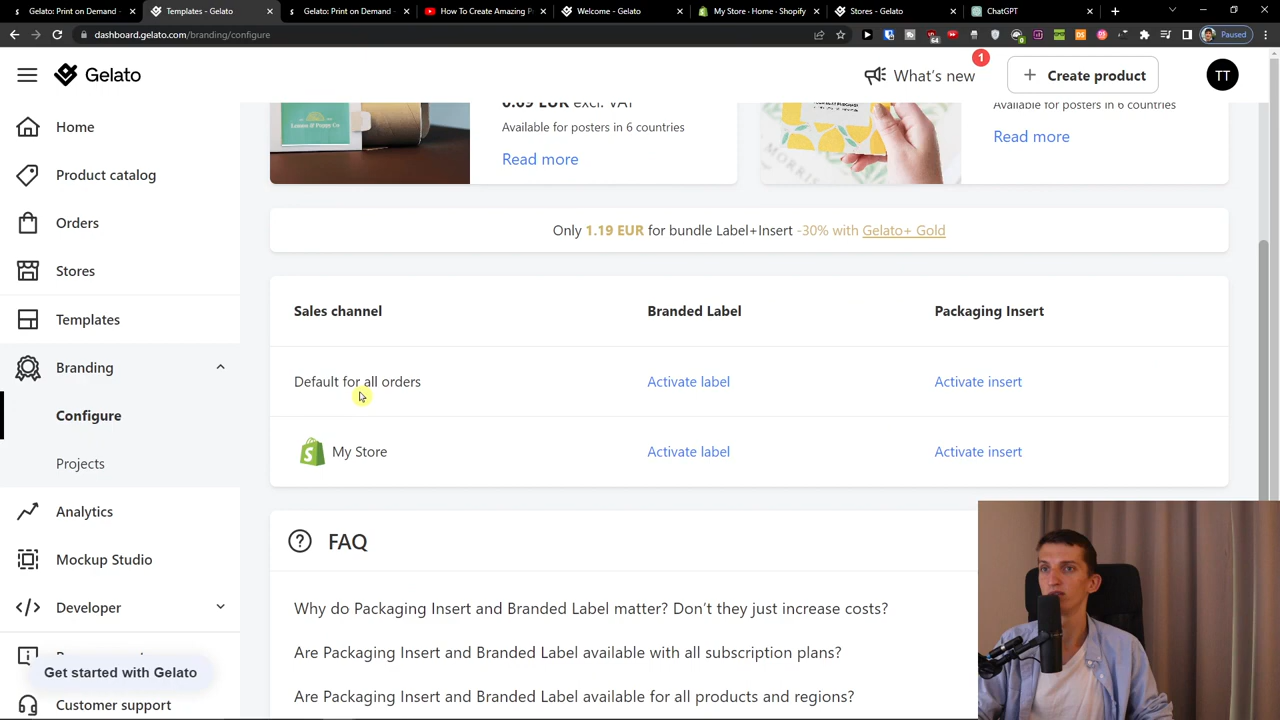 Gelato: Print on Demand -
Templates - Gelato
Gelato: Print on Demand -
How To Create Amazing P
Welcome - Gelato
My Store · Home · Shopify
Stores - Gelato
ChatGPT
dashboard.gelato.com/branding/configure
64
Paused
Gelato
What's new
1
Create product
TT
Home
Product catalog
Orders
Stores
Templates
Branding
Configure
Projects
Analytics
Mockup Studio
Developer
Get started with Gelato
Customer support
0.69 EUR excl. VAT
Available for posters in 6 countries
Read more
Available for posters in 6 countries
Read more
Only 1.19 EUR for bundle Label+Insert -30% with Gelato+ Gold
Sales channel Branded Label Packaging Insert
Default for all orders Activate label Activate insert
My Store Activate label Activate insert
FAQ
Why do Packaging Insert and Branded Label matter? Don't they just increase costs?
Are Packaging Insert and Branded Label available with all subscription plans?
Are Packaging Insert and Branded Label available for all products and regions?